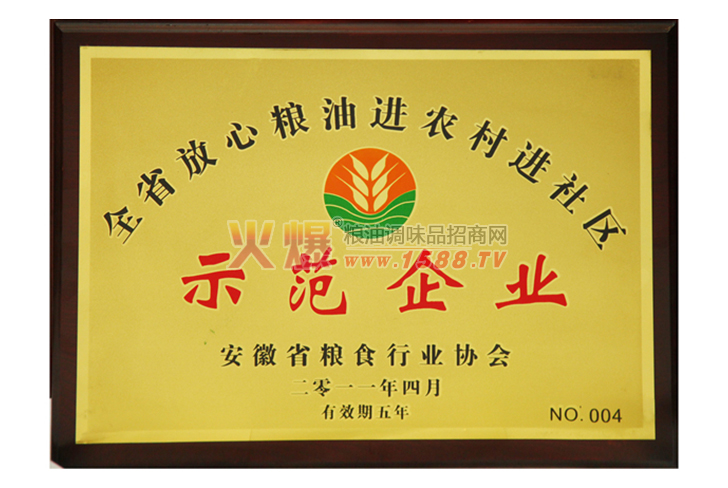 全省放心粮油进农村进社区
火爆®粮油调味品招商网
www.1588.TV
示范企业
安徽省粮食行业协会
二零一一年四月
有效期五年
NO. 004